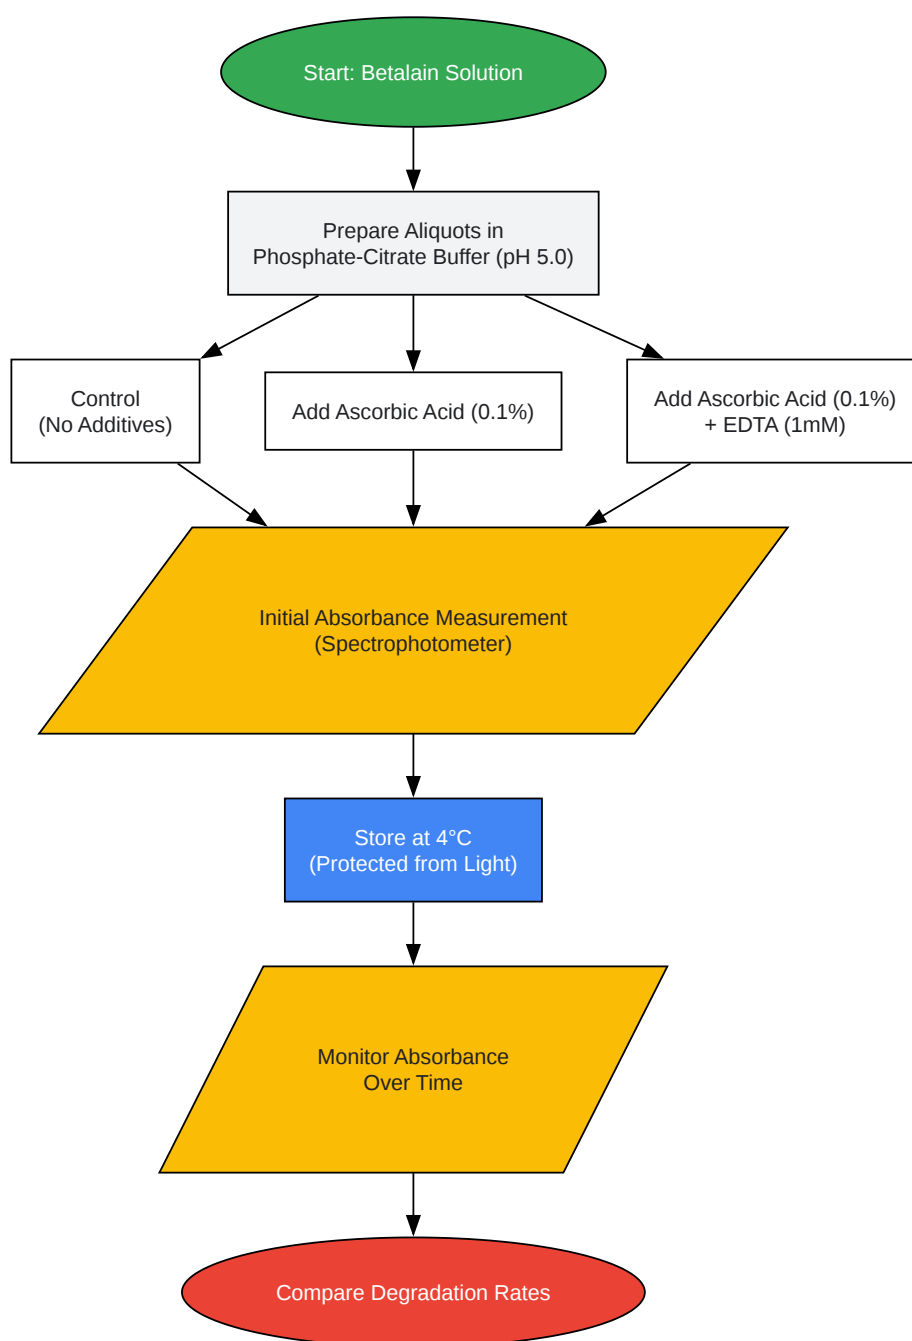 Start: Betalain Solution
Prepare Aliquots in
Phosphate-Citrate Buffer (pH 5.0)
Control
(No Additives)
Add Ascorbic Acid (0.1%)
Add Ascorbic Acid (0.1%)
+ EDTA (1mM)
Initial Absorbance Measurement
(Spectrophotometer)
Store at 4°C
(Protected from Light)
Monitor Absorbance
Over Time
Compare Degradation Rates